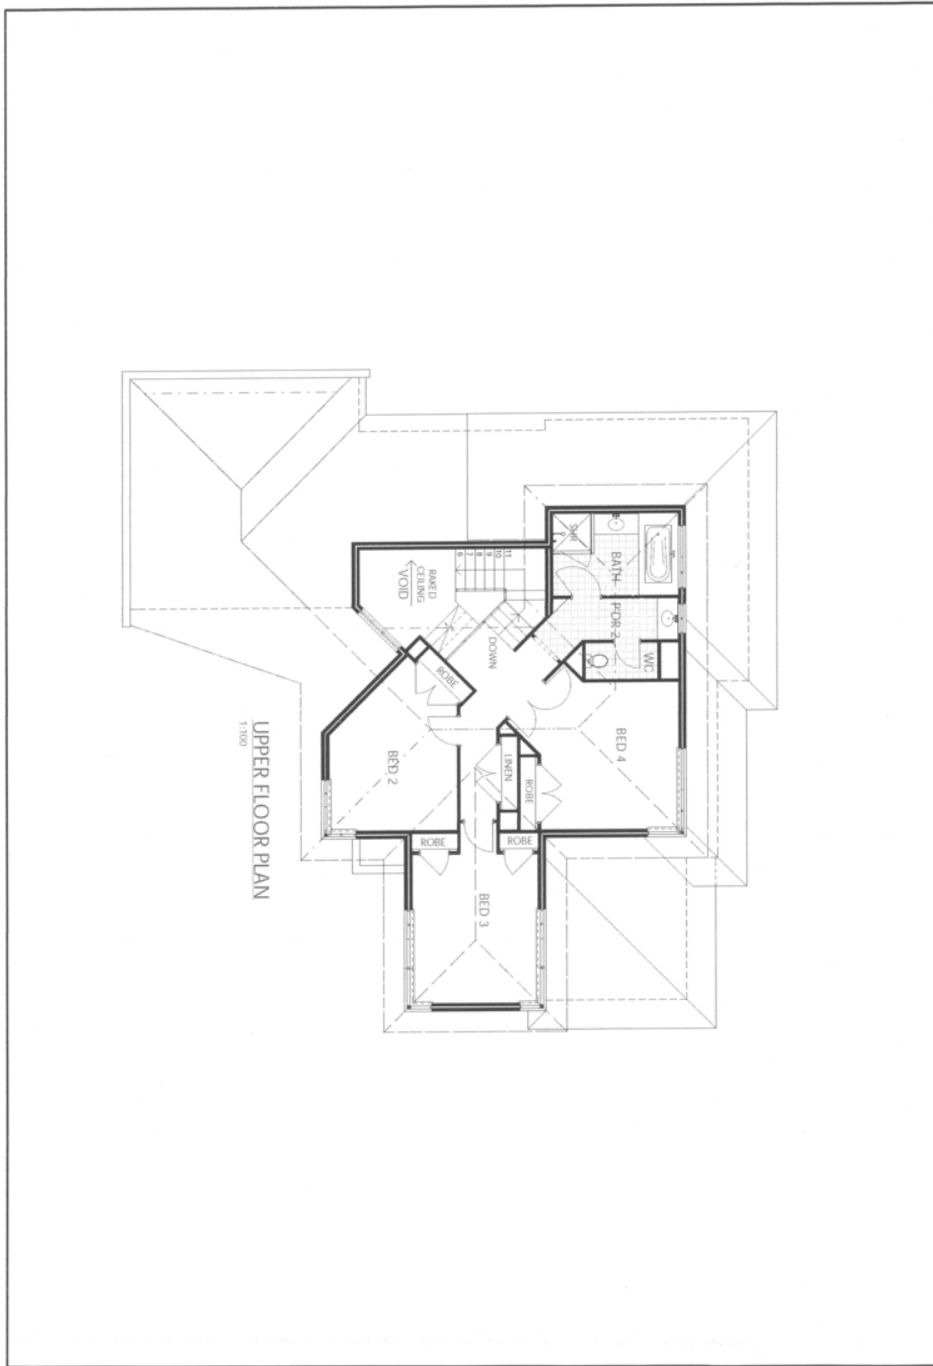 SHR
BATH
PDR 2
WC
11
10
9
8
7
6
RAKED
CEILING
VOID
DOWN
ROBE
BED 4
BED 2
LINEN
ROBE
ROBE
ROBE
BED 3
UPPER FLOOR PLAN
1:100